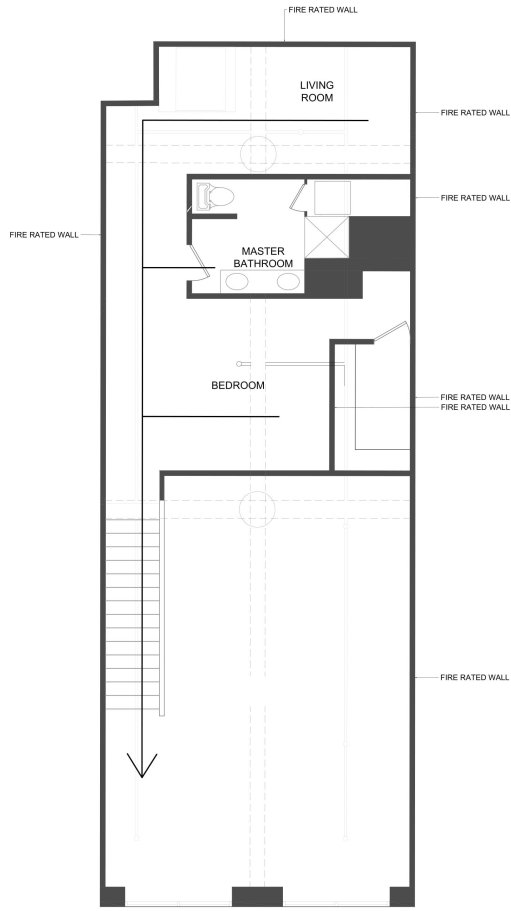 FIRE RATED WALL
LIVING
ROOM
FIRE RATED WALL
FIRE RATED WALL
FIRE RATED WALL
MASTER
BATHROOM
BEDROOM
FIRE RATED WALL
FIRE RATED WALL
FIRE RATED WALL